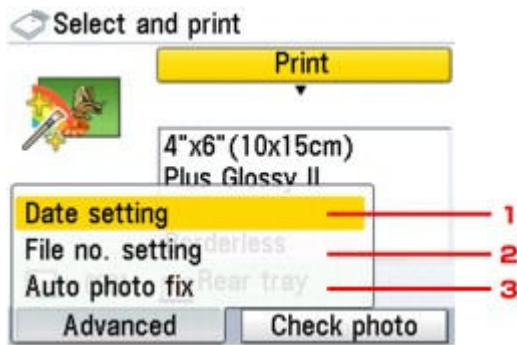 Select and print
Print
4"x6"(10x15cm)
Plus Glossy II
Date setting
1
File no. setting
2
Borderless
Auto photo fix
3
Rear tray
Advanced
Check photo